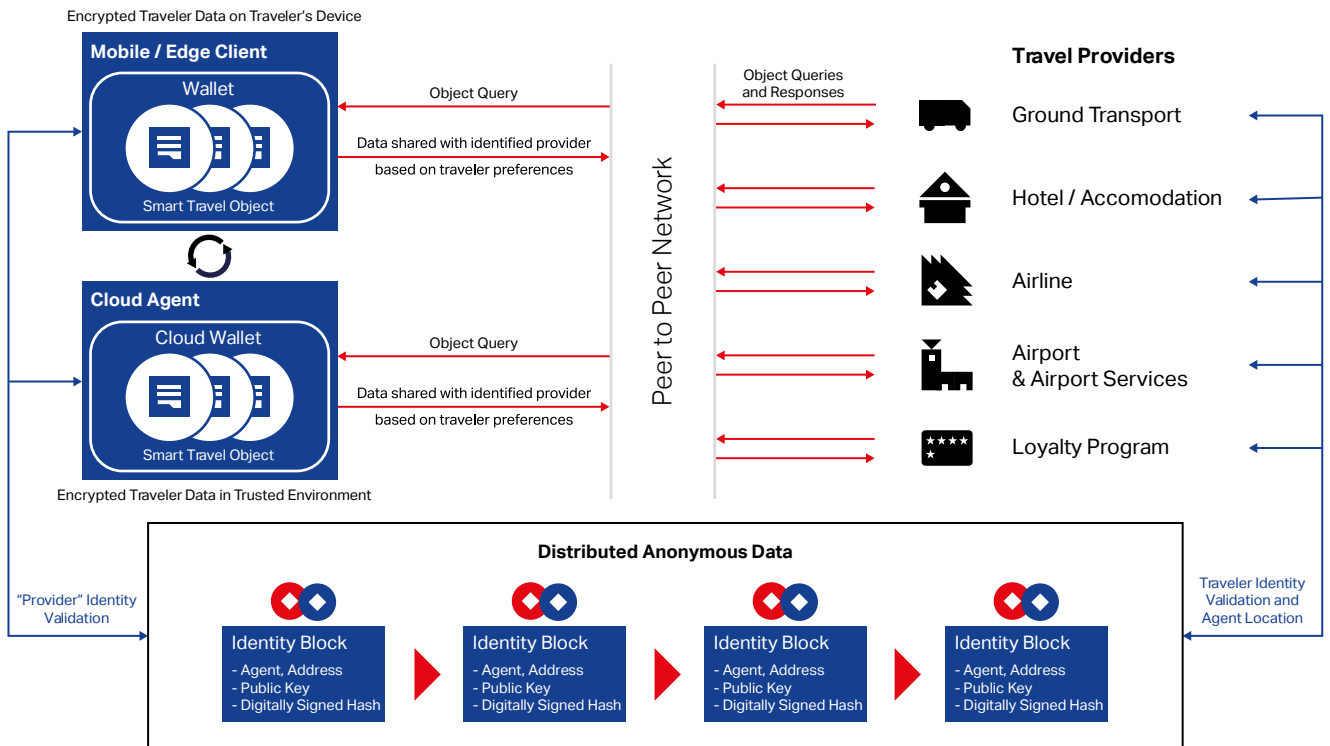 Encrypted Traveler Data on Traveler's Device
Mobile / Edge Client
Wallet
Smart Travel Object
Object Query
Data shared with identified provider
based on traveler preferences
Cloud Agent
Cloud Wallet
Smart Travel Object
Encrypted Traveler Data in Trusted Environment
Object Query
Data shared with identified provider
based on traveler preferences
Peer to Peer Network
Object Queries
and Responses
Travel Providers
Ground Transport
Hotel / Accomodation
Airline
Airport
& Airport Services
Loyalty Program
"Provider" Identity
Validation
Distributed Anonymous Data
Identity Block
- Agent, Address
- Public Key
- Digitally Signed Hash
Identity Block
- Agent, Address
- Public Key
- Digitally Signed Hash
Identity Block
- Agent, Address
- Public Key
- Digitally Signed Hash
Identity Block
- Agent, Address
- Public Key
- Digitally Signed Hash
Traveler Identity
Validation and
Agent Location